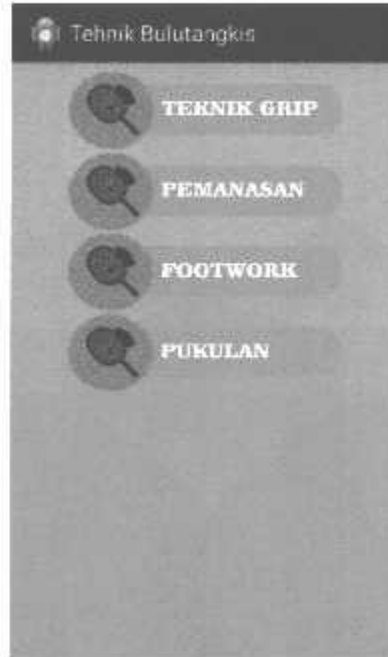 Tehnik Bulutangkis
TEKNIK GRIP
PEMANASAN
FOOTWORK
PUKULAN